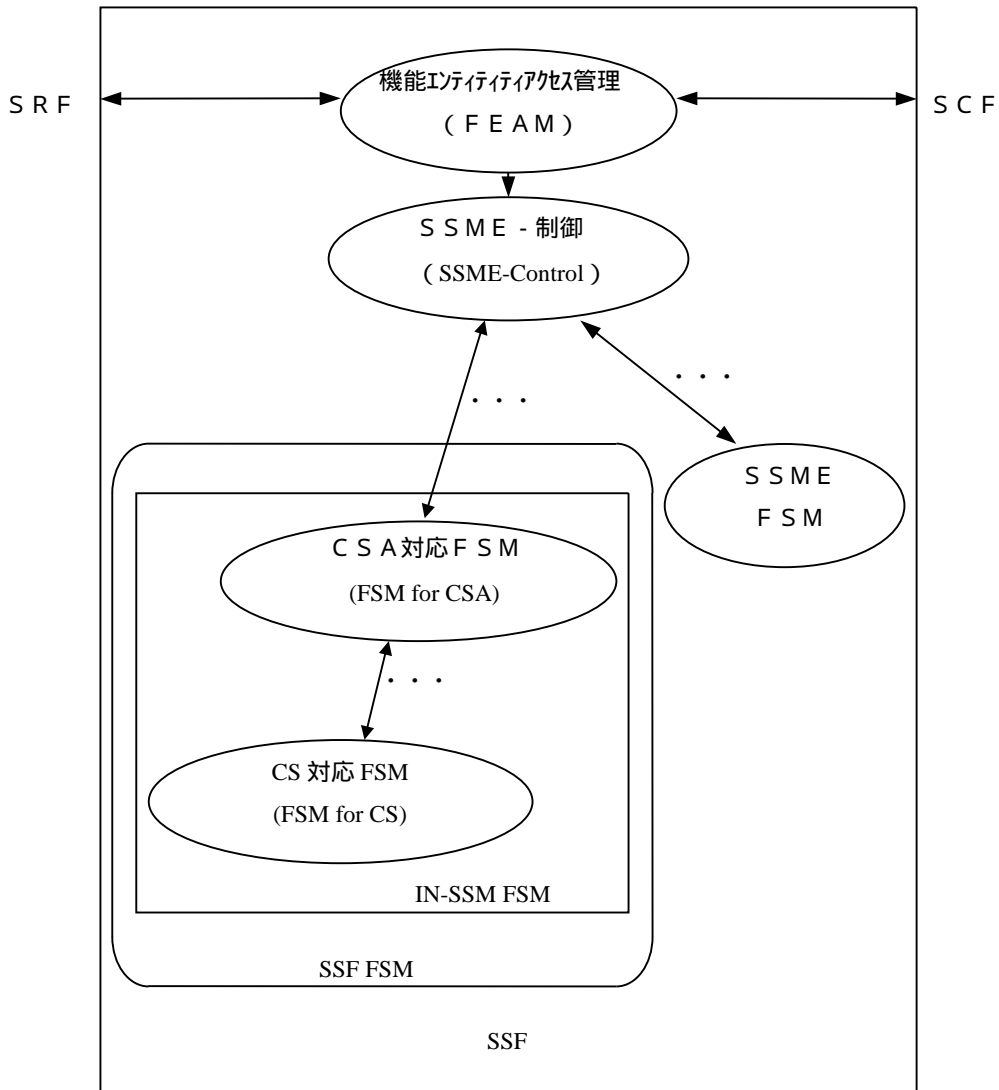 機能ｴﾝﾃｨﾃｨﾃｨｱｸｾｽ管理
（ＦＥＡＭ）
ＳＲＦ
ＳＣＦ
ＳＳＭＥ - 制御
（SSME-Control）
・・・
・・・
ＳＳＭＥ
ＦＳＭ
ＣＳＡ対応ＦＳＭ
(FSM for CSA)
・・・
CS 対応 FSM
(FSM for CS)
IN-SSM FSM
SSF FSM
SSF